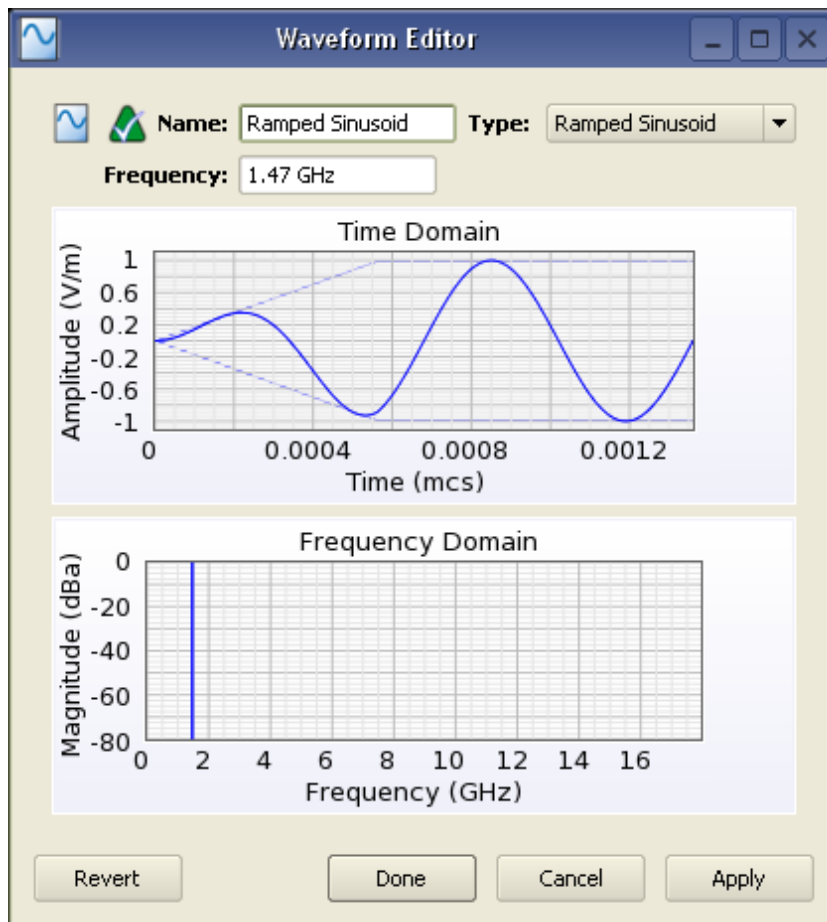 Waveform Editor
Name: Ramped Sinusoid Type: Ramped Sinusoid
Frequency: 1.47 GHz
Time Domain
Amplitude (V/m)
1
0.6
0.2
-0.2
-0.6
-1
0 0.0004 0.0008 0.0012
Time (mcs)
Frequency Domain
Magnitude (dBa)
0
-20
-40
-60
-80
0 2 4 6 8 10 12 14 16
Frequency (GHz)
Revert Done Cancel Apply